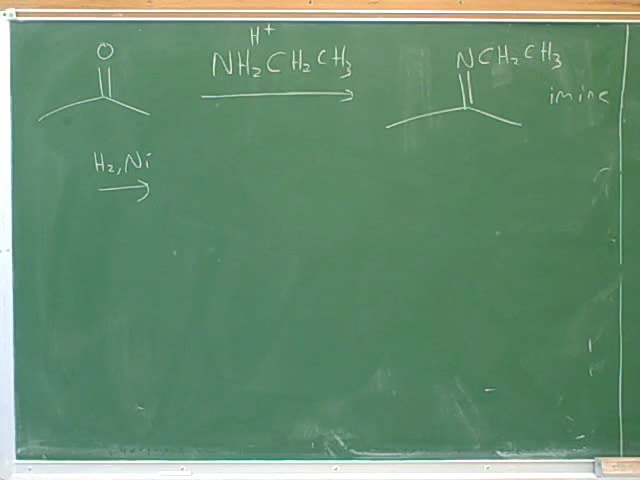 O
H+
NH2CH2CH3
NCH2CH3
imine
H2, Ni